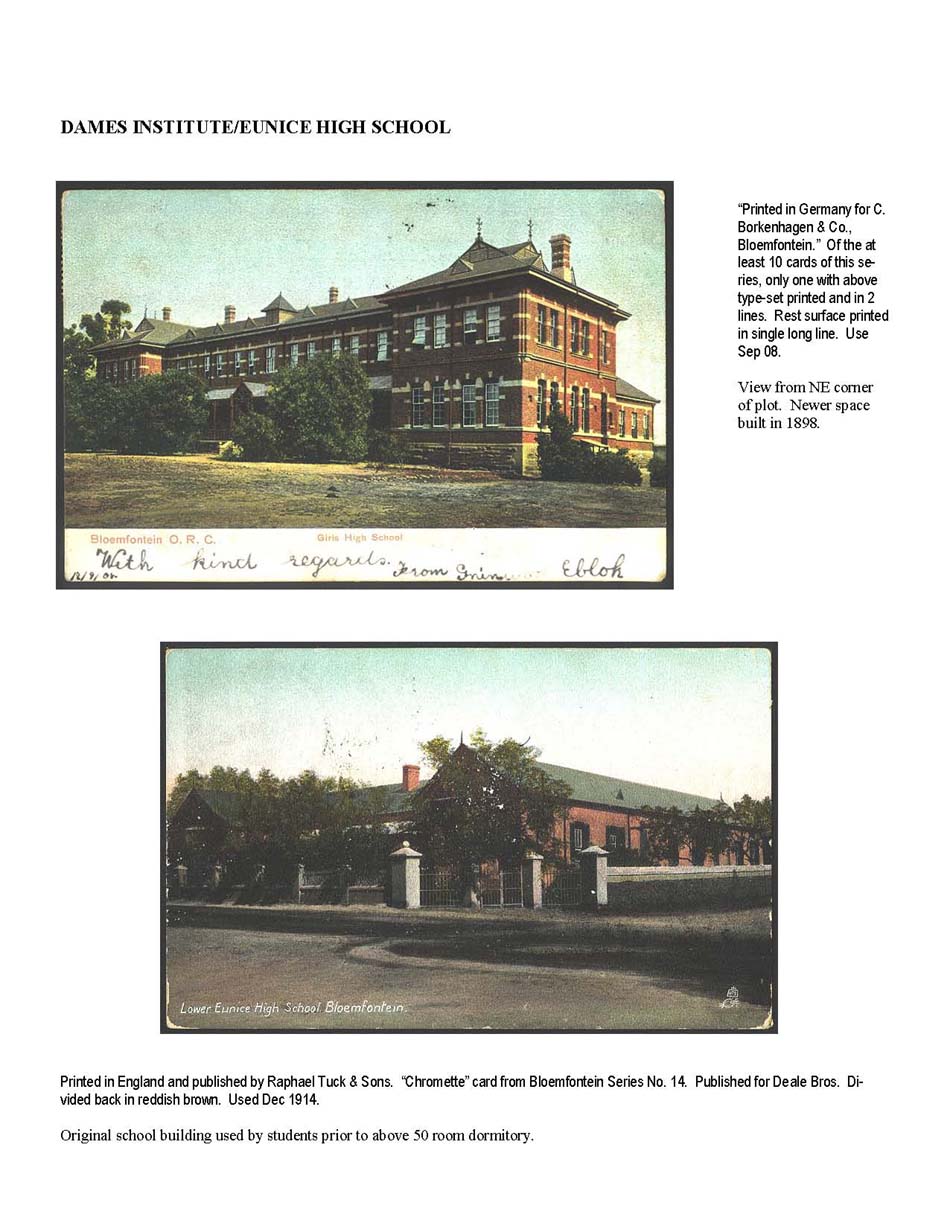 DAMES INSTITUTE/EUNICE HIGH SCHOOL
“Printed in Germany for C.
Borkenhagen & Co.,
Bloemfontein.” Of the at
least 10 cards of this se-
ries, only one with above
type-set printed and in 2
lines. Rest surface printed
in single long line. Use
Sep 08.
View from NE corner
of plot. Newer space
built in 1898.
Bloemfontein O. R. C. Girls High School
With kind regards. From Ebloh
Lower Eunice High School Bloemfontein.
Printed in England and published by Raphael Tuck & Sons. “Chromette” card from Bloemfontein Series No. 14. Published for Deale Bros. Di-
vided back in reddish brown. Used Dec 1914.
Original school building used by students prior to above 50 room dormitory.